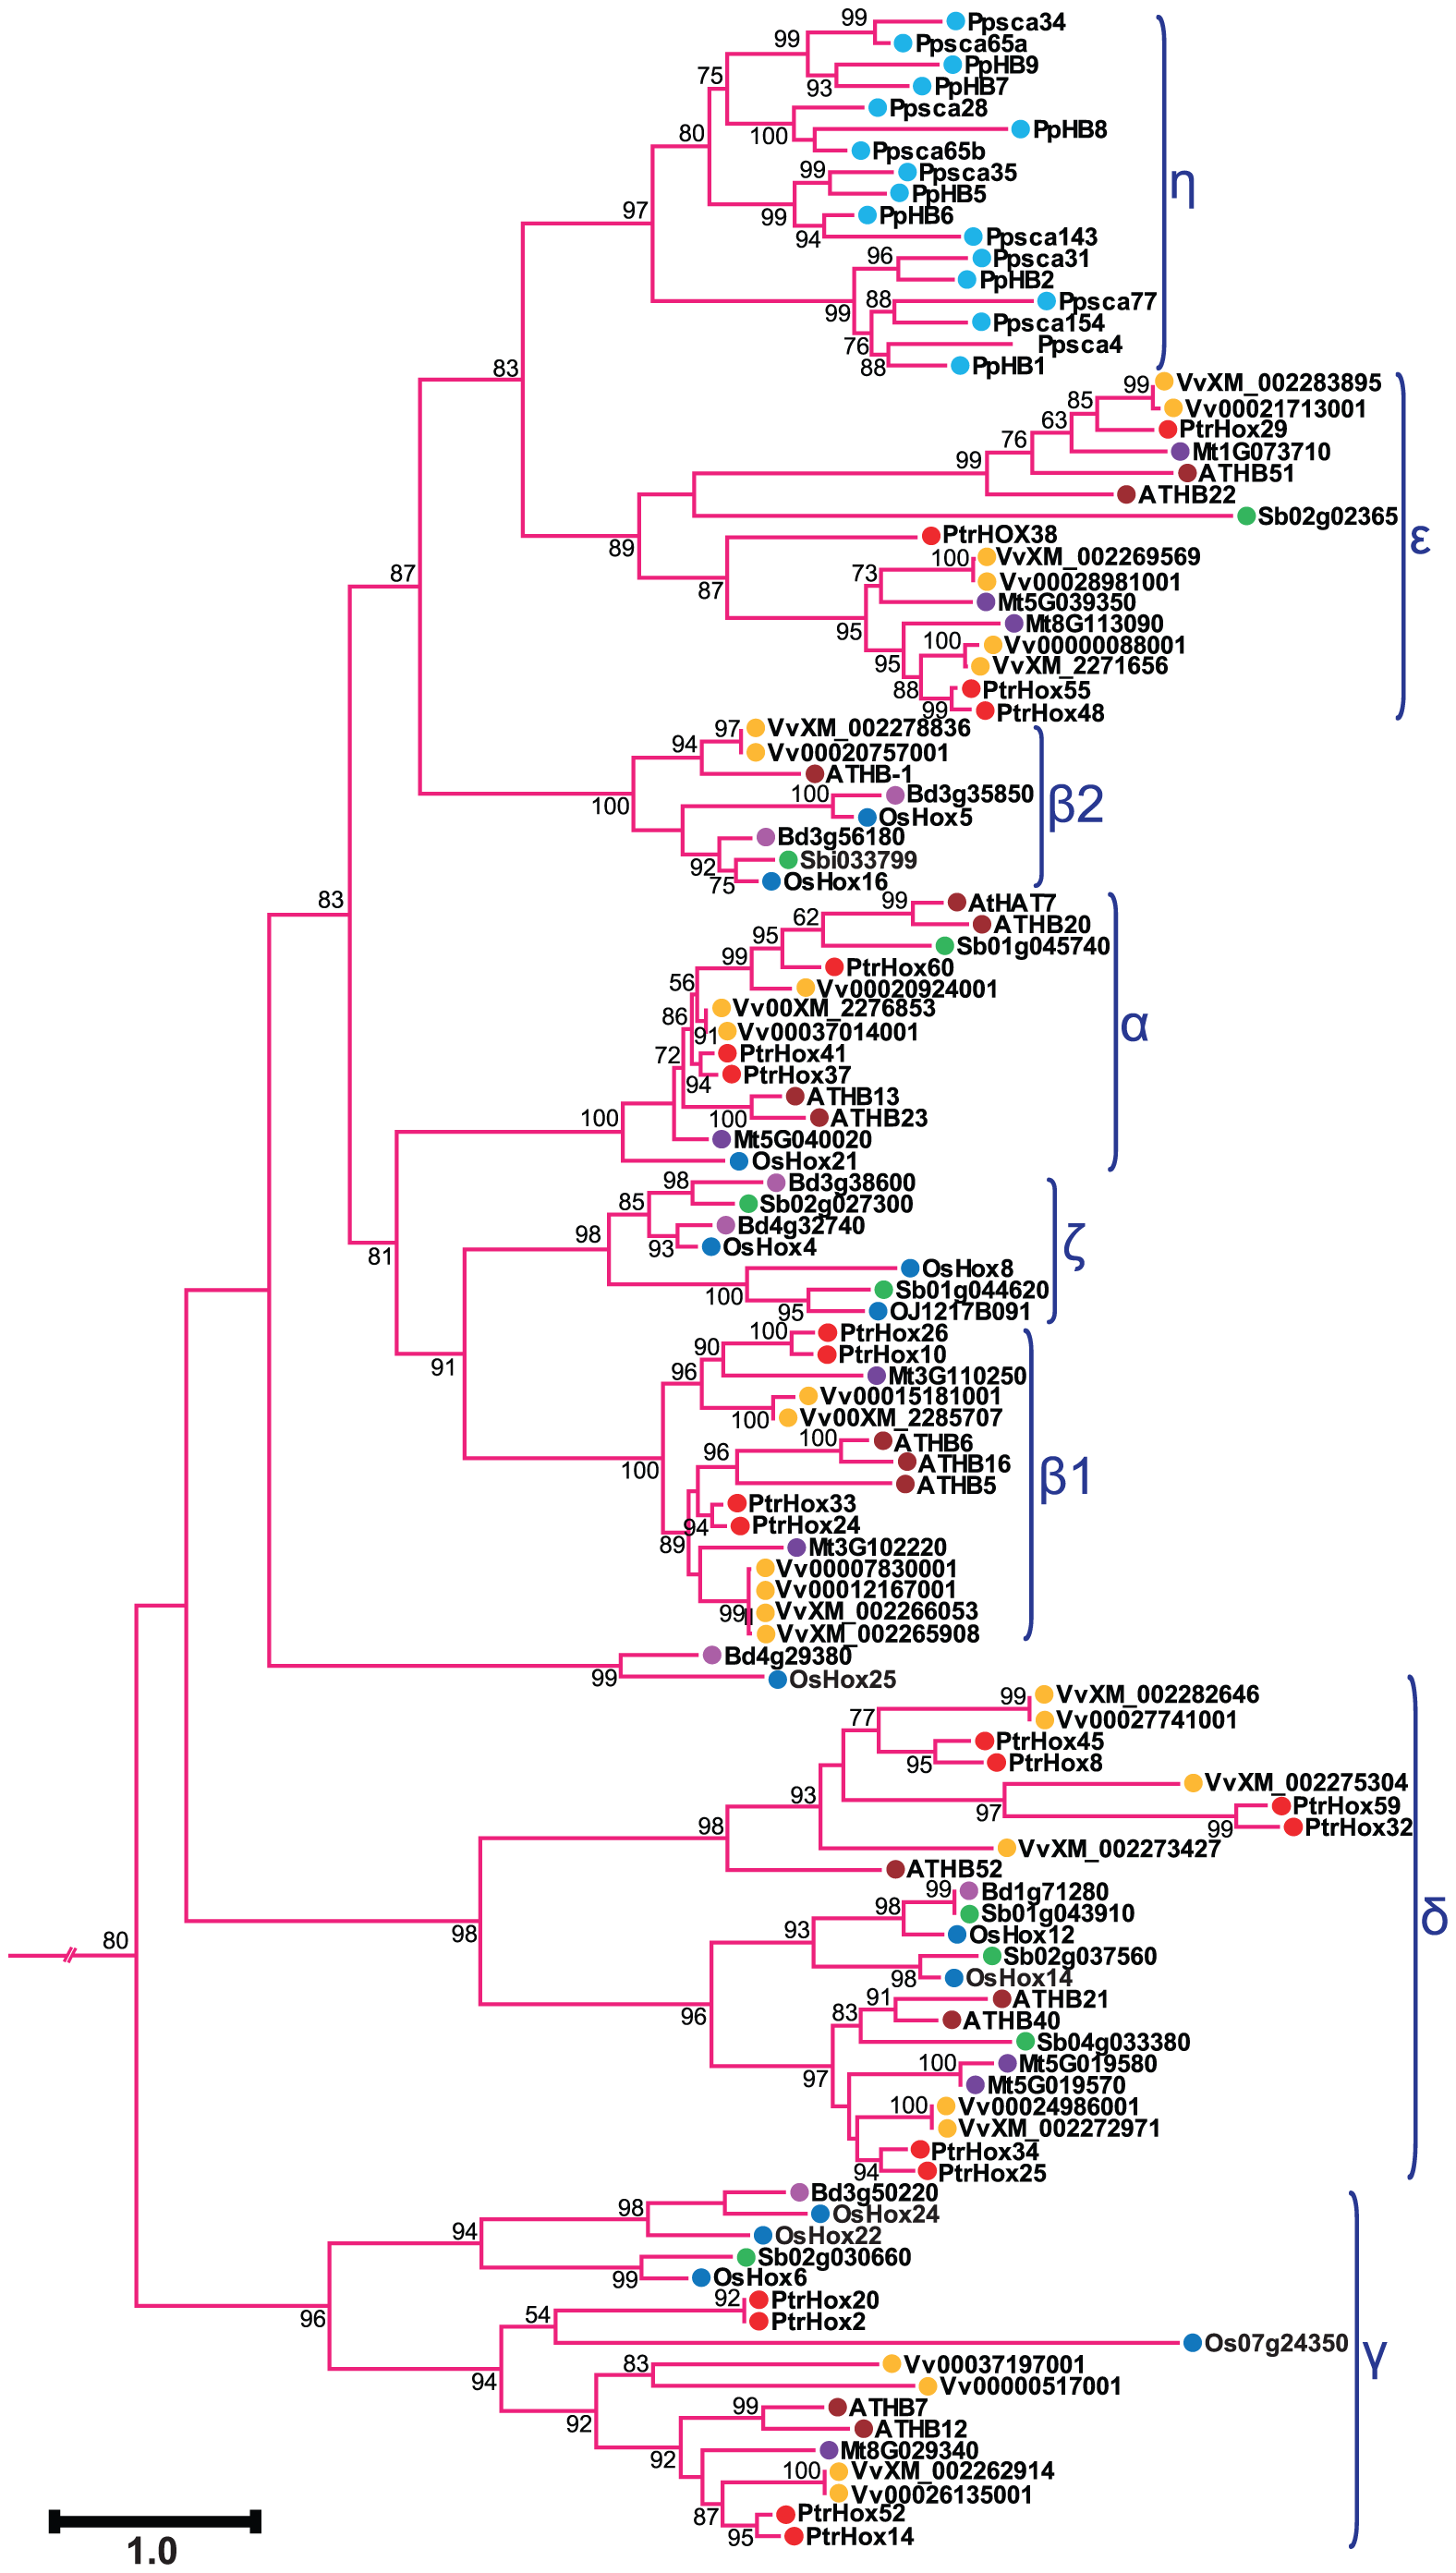 99
Ppsca34
99
Ppsca65a
PpHB9
75
93
PpHB7
Ppsca28
80
100
PpHB8
Ppsca65b
99
Ppsca35
η
97
99
PpHB5
PpHB6
94
Ppsca143
96
Ppsca31
PpHB2
99
88
Ppsca77
Ppsca154
76
Ppsca4
83
88
PpHB1
99
VvXM_002283895
85
Vv00021713001
63
PtrHox29
76
Mt1G073710
99
ATHB51
ATHB22
Sb02g02365
89
PtrHOX38
ε
87
100
VvXM_002269569
73
Vv00028981001
87
Mt5G039350
95
Mt8G113090
100
Vv00000088001
95
VvXM_2271656
88
PtrHox55
99
PtrHox48
97
VvXM_002278836
94
Vv00020757001
ATHB-1
100
100
Bd3g35850
β2
OsHox5
Bd3g56180
92
Sbi033799
75
OsHox16
83
99
AtHAT7
62
ATHB20
95
Sb01g045740
99
PtrHox60
56
Vv00020924001
86
Vv00XM_2276853
91
Vv00037014001
α
72
PtrHox41
94
PtrHox37
ATHB13
100
100
ATHB23
Mt5G040020
OsHox21
98
Bd3g38600
85
Sb02g027300
98
Bd4g32740
93
OsHox4
ζ
81
OsHox8
100
Sb01g044620
95
OJ1217B091
100
PtrHox26
91
90
PtrHox10
96
Mt3G110250
Vv00015181001
100
Vv00XM_2285707
100
ATHB6
96
ATHB16
100
ATHB5
β1
PtrHox33
94
PtrHox24
89
Mt3G102220
Vv00007830001
Vv00012167001
99
VvXM_002266053
VvXM_002265908
Bd4g29380
99
OsHox25
99
VvXM_002282646
77
Vv00027741001
PtrHox45
95
PtrHox8
93
VvXM_002275304
97
PtrHox59
98
99
PtrHox32
VvXM_002273427
ATHB52
99
Bd1g71280
98
Sb01g043910
δ
80
98
93
OsHox12
Sb02g037560
98
OsHox14
96
91
ATHB21
83
ATHB40
Sb04g033380
97
100
Mt5G019580
Mt5G019570
100
Vv00024986001
VvXM_002272971
PtrHox34
94
PtrHox25
Bd3g50220
98
OsHox24
94
OsHox22
Sb02g030660
99
OsHox6
96
92
PtrHox20
54
PtrHox2
Os07g24350
γ
94
83
Vv00037197001
Vv00000517001
92
99
ATHB7
ATHB12
92
Mt8G029340
100
VvXM_002262914
Vv00026135001
87
PtrHox52
95
PtrHox14
1.0